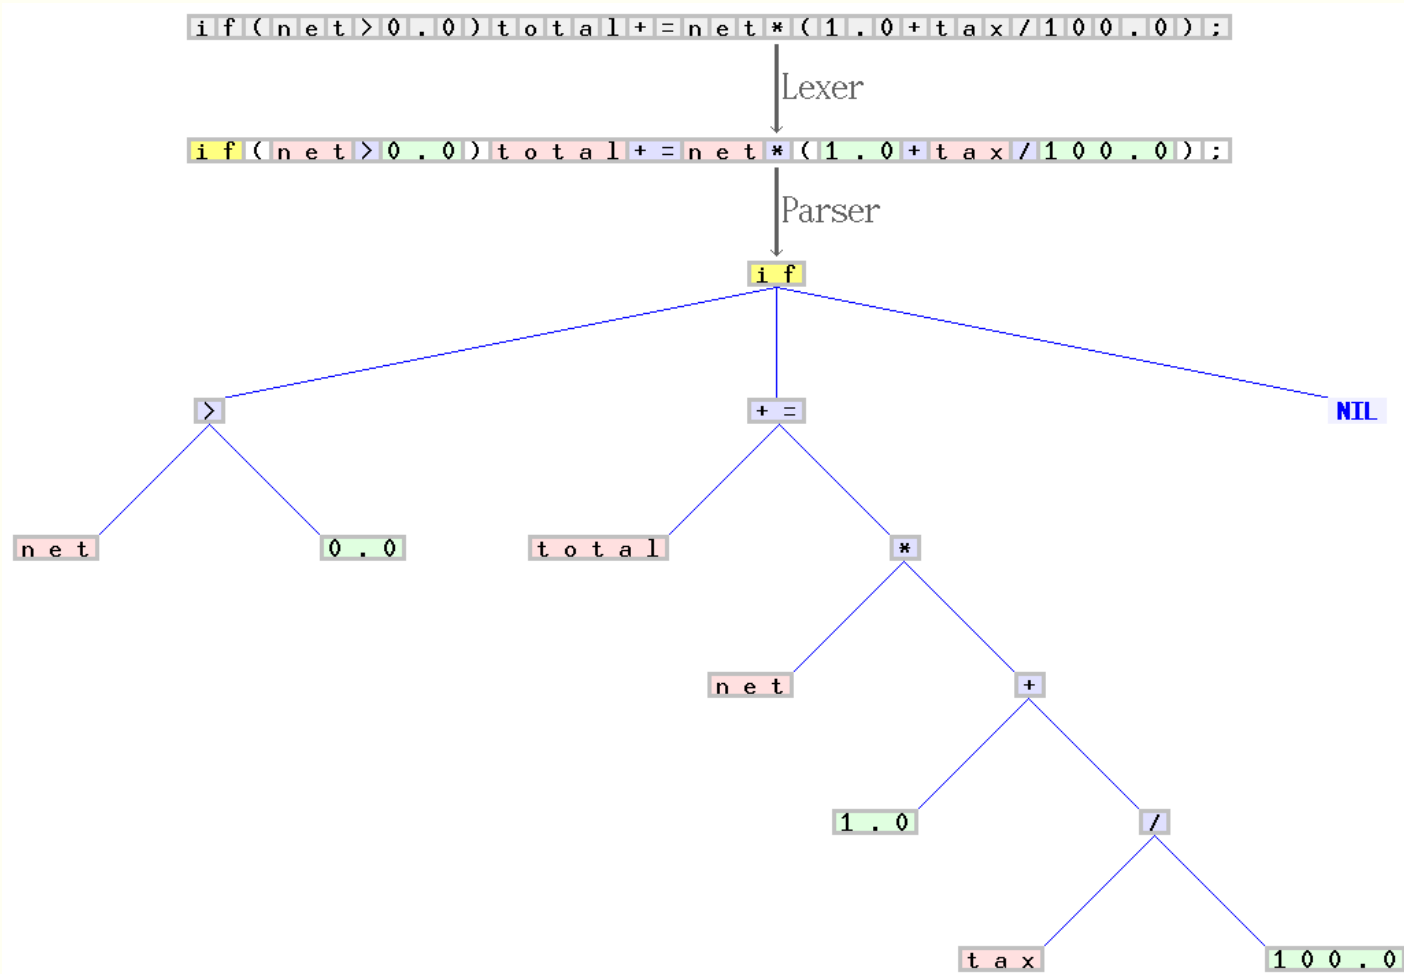 if(net>0.0)total+=net*(1.0+tax/100.0);
Lexer
if(net>0.0)total+=net*(1.0+tax/100.0);
Parser
if
> += NIL
net 0.0 total *
net +
1.0 /
tax 100.0